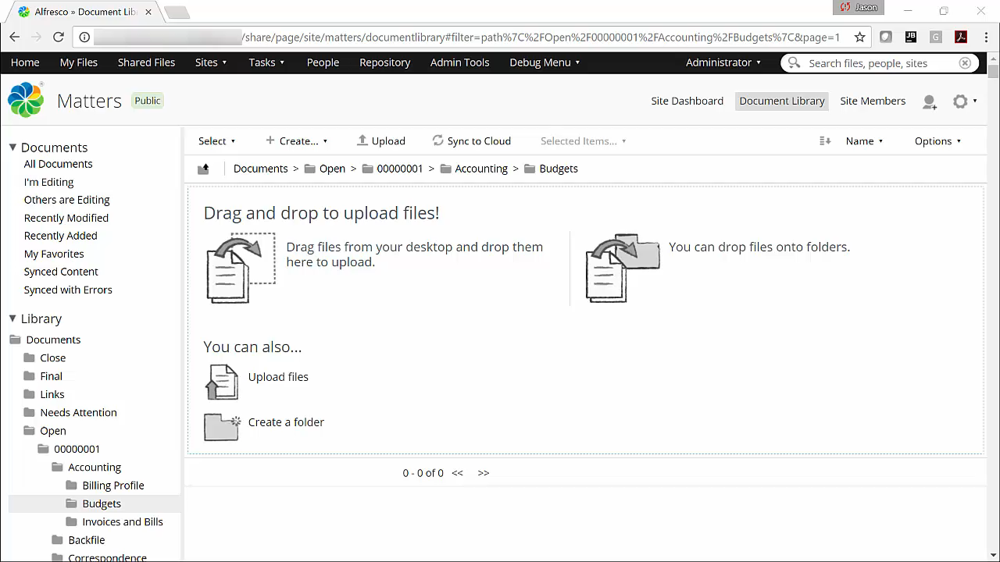 Alfresco » Document Lib
Jason
/share/page/site/matters/documentlibrary#filter=path%7C%2FOpen%2F00000001%2FAccounting%2FBudgets%7C&page=1
JB
G
Home My Files Shared Files Sites Tasks People Repository Admin Tools Debug Menu Administrator Search files, people, sites
Matters Public Site Dashboard Document Library Site Members
Documents
All Documents
I'm Editing
Others are Editing
Recently Modified
Recently Added
My Favorites
Synced Content
Synced with Errors
Library
Documents
Close
Final
Links
Needs Attention
Open
00000001
Accounting
Billing Profile
Budgets
Invoices and Bills
Backfile
Correspondence
Select Create... Upload Sync to Cloud Selected Items... Name Options
Documents > Open > 00000001 > Accounting > Budgets
Drag and drop to upload files!
Drag files from your desktop and drop them
here to upload.
You can drop files onto folders.
You can also...
Upload files
Create a folder
0 - 0 of 0 << >>